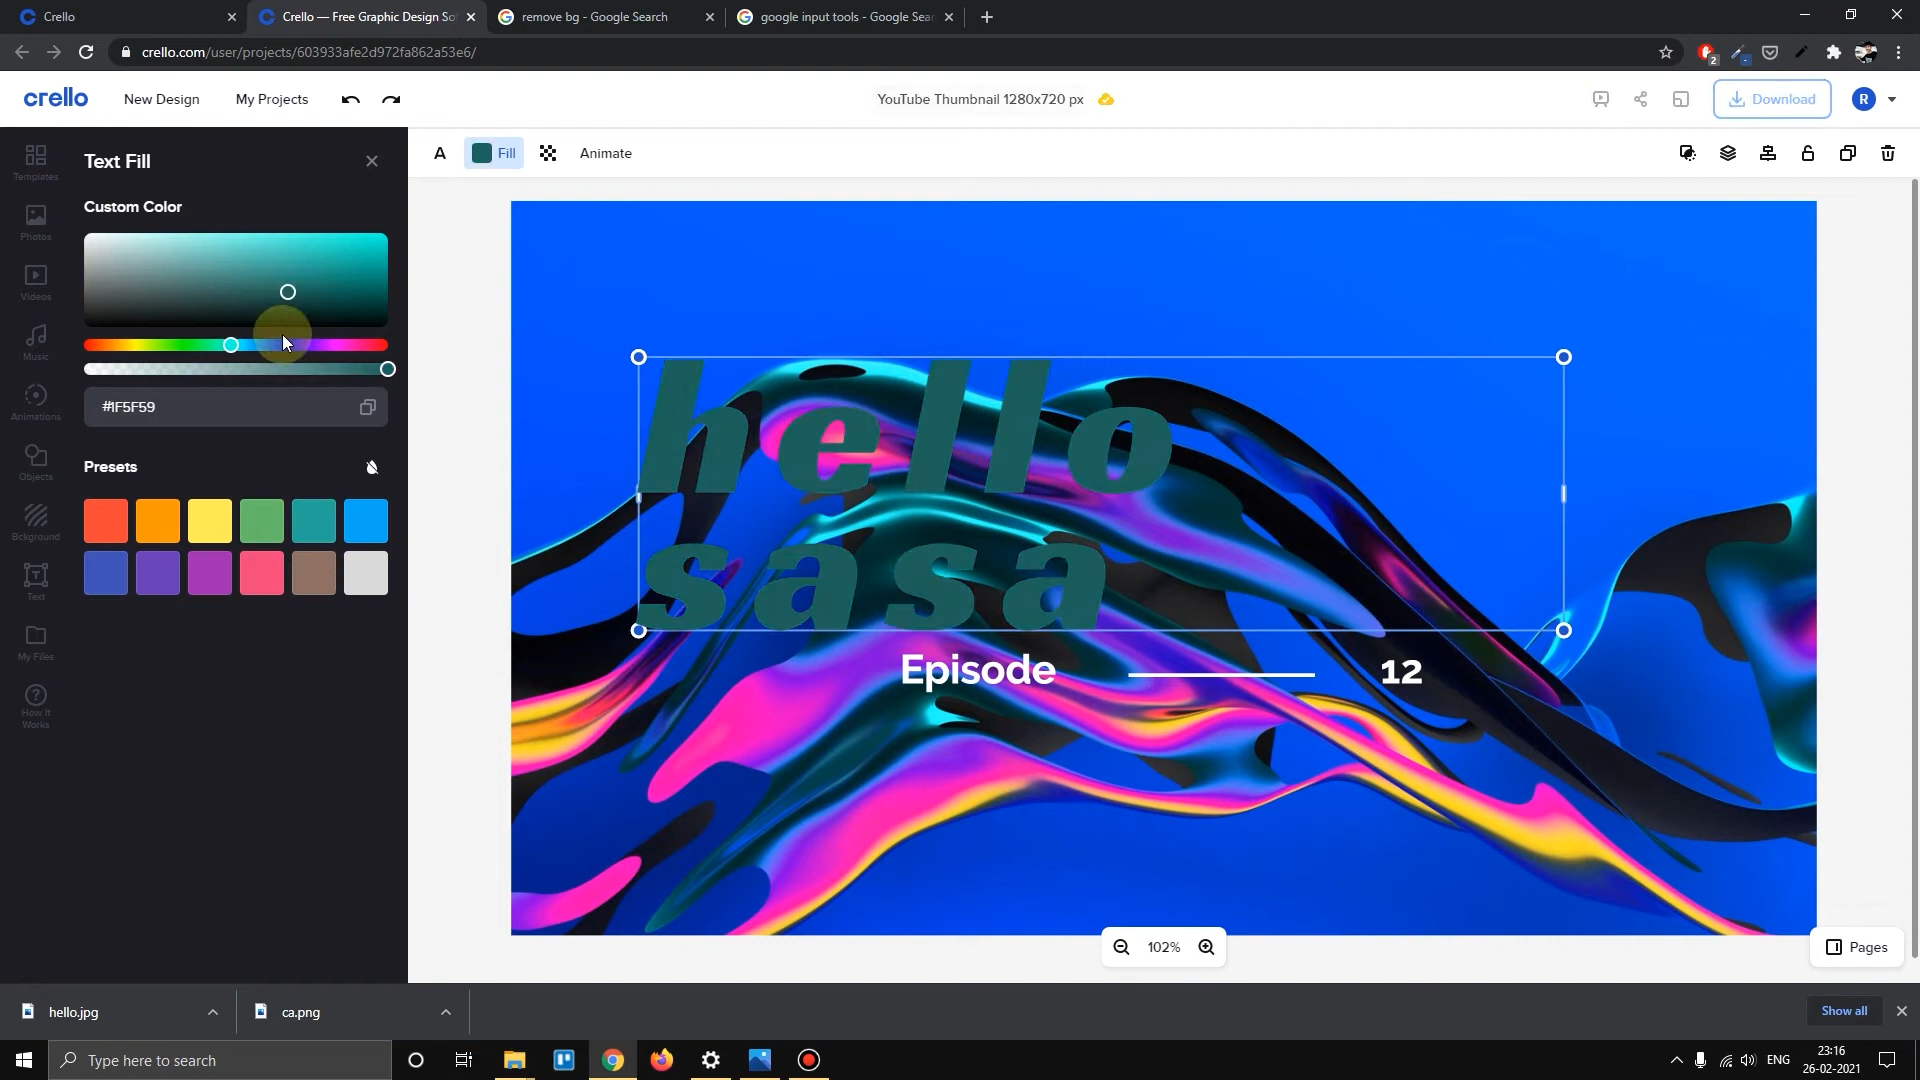 Crello
Crello — Free Graphic Design So
remove bg - Google Search
google input tools - Google Sear
crello.com/user/projects/603933afe2d972fa862a53e6/
2
crello
New Design
My Projects
YouTube Thumbnail 1280x720 px
Download
R
Templates
Photos
Videos
Music
Animations
Objects
Bckground
Text
My Files
How It
Works
Text Fill
Custom Color
#1F5F59
Presets
A
Fill
Animate
hello
sasa
Episode
12
102%
Pages
hello.jpg
ca.png
Show all
Type here to search
ENG
23:16
26-02-2021